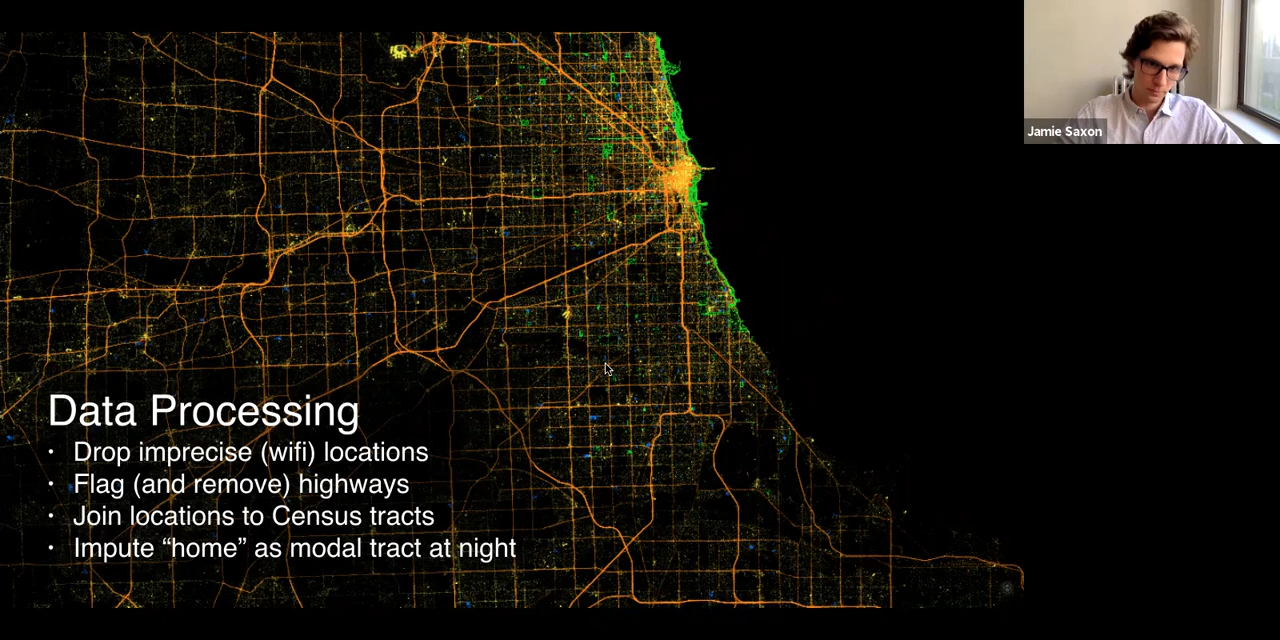 Jamie Saxon
Data Processing
• Drop imprecise (wifi) locations
• Flag (and remove) highways
• Join locations to Census tracts
• Impute “home” as modal tract at night